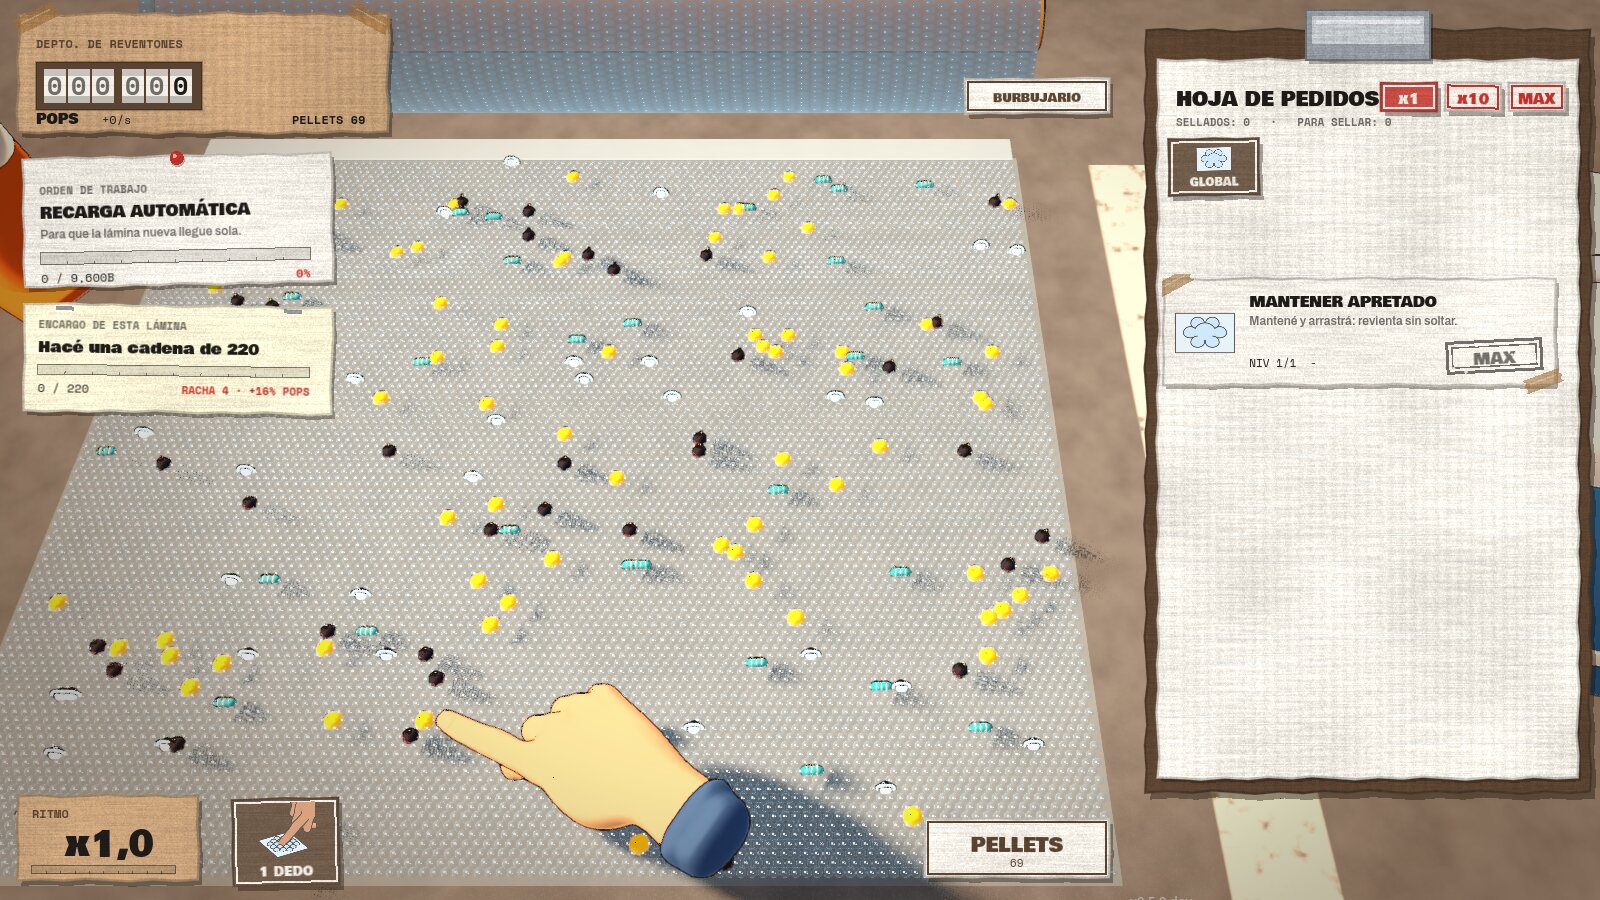 DEPTO. DE REVENTONES
000 000
POPS +0/s PELLETS 69
BURBUJARIO
ORDEN DE TRABAJO
RECARGA AUTOMÁTICA
Para que la lámina nueva llegue sola.
0 / 9.600B 0%
ENCARGO DE ESTA LÁMINA
Hacé una cadena de 220
0 / 220 RACHA 4 · +16% POPS
HOJA DE PEDIDOS x1 x10 MAX
SELLADOS: 0 · PARA SELLAR: 0
GLOBAL
MANTENER APRETADO
Mantené y arrastrá: revienta sin soltar.
NIV 1/1 - MAX
RITMO
x1,0
1 DEDO
PELLETS
69